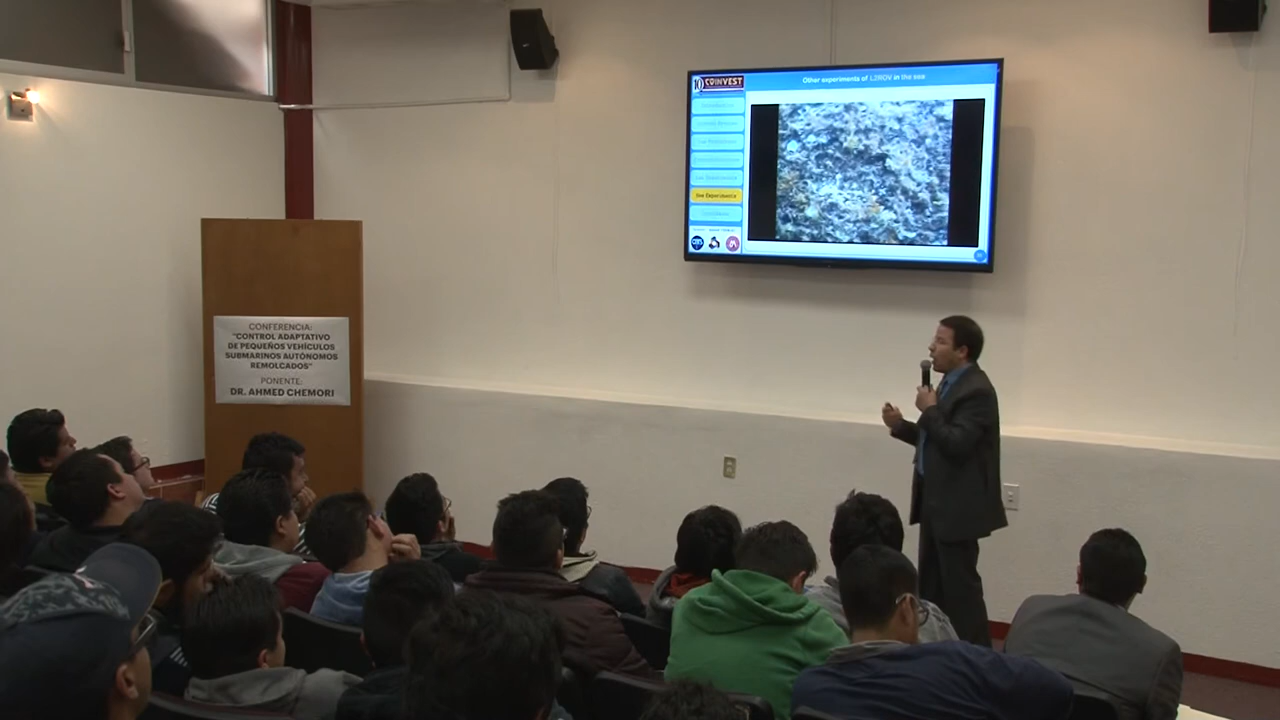 10 COINVEST
Other experiments of L2ROV in the sea
Sea Experiments
CONFERENCIA:
"CONTROL ADAPTATIVO
DE PEQUEÑOS VEHÍCULOS
SUBMARINOS AUTÓNOMOS
REMOLCADOS"
PONENTE:
DR. AHMED CHEMORI